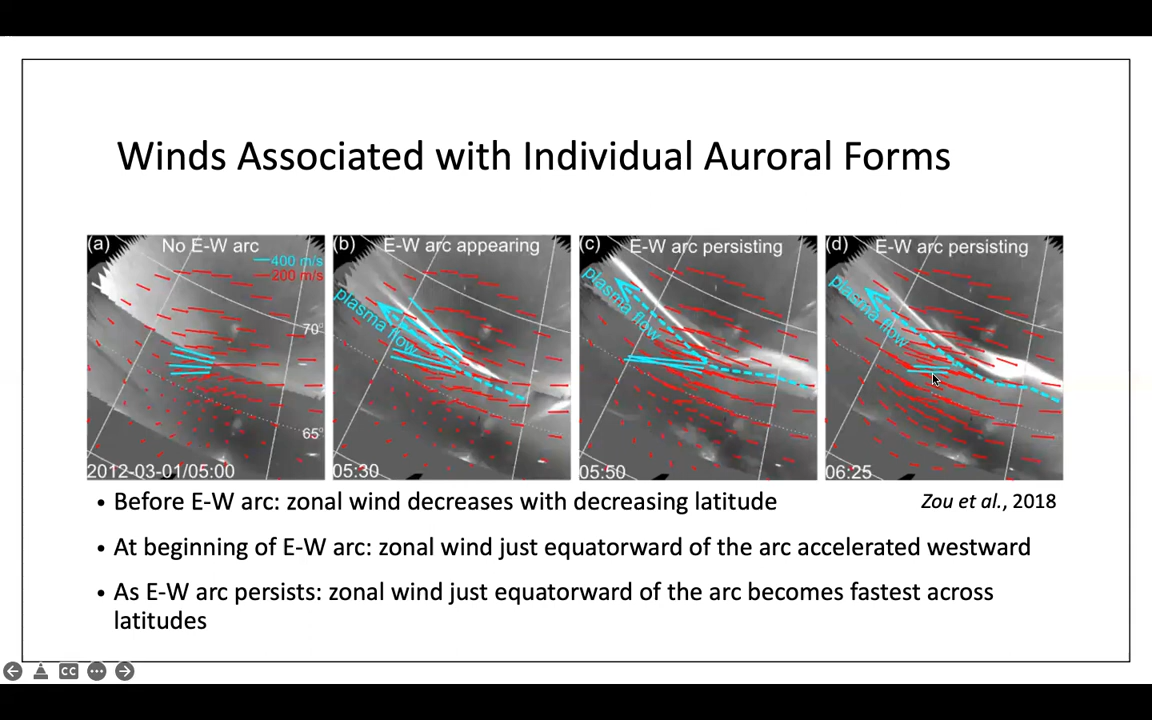 Winds Associated with Individual Auroral Forms
(a) No E-W arc
400 m/s
200 m/s
70°
65°
2012-03-01/05:00
(b) E-W arc appearing
plasma flow
05:30
(c) E-W arc persisting
plasma flow
05:50
(d) E-W arc persisting
plasma flow
06:25
• Before E-W arc: zonal wind decreases with decreasing latitude
Zou et al., 2018
• At beginning of E-W arc: zonal wind just equatorward of the arc accelerated westward
• As E-W arc persists: zonal wind just equatorward of the arc becomes fastest across
latitudes
CC